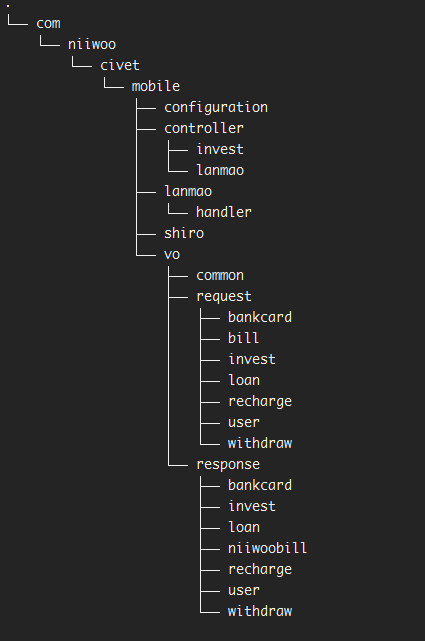 .
└── com
    └── niiwoo
        └── civet
            └── mobile
                ├── configuration
                ├── controller
                │   ├── invest
                │   └── lanmao
                ├── lanmao
                │   └── handler
                ├── shiro
                └── vo
                    ├── common
                    ├── request
                    │   ├── bankcard
                    │   ├── bill
                    │   ├── invest
                    │   ├── loan
                    │   ├── recharge
                    │   ├── user
                    │   └── withdraw
                    └── response
                        ├── bankcard
                        ├── invest
                        ├── loan
                        ├── niiwoobill
                        ├── recharge
                        ├── user
                        └── withdraw